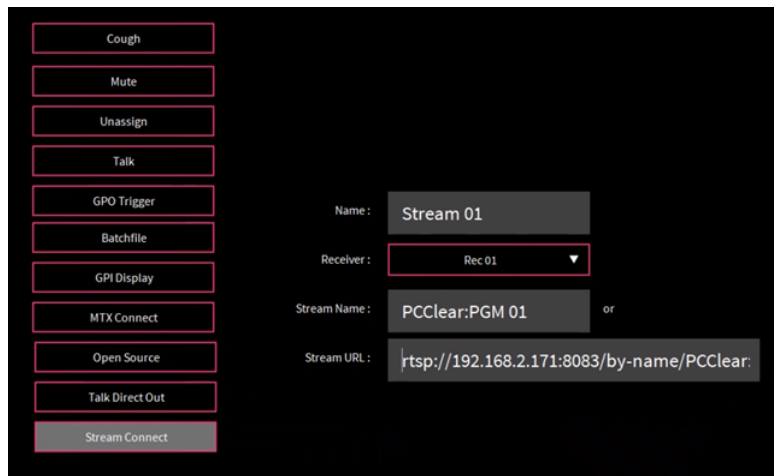 Cough
Mute
Unassign
Talk
GPO Trigger
Batchfile
GPI Display
MTX Connect
Open Source
Talk Direct Out
Stream Connect
Name :
Stream 01
Receiver :
Rec 01
Stream Name :
PCClear:PGM 01
or
Stream URL :
rtsp://192.168.2.171:8083/by-name/PCClear: